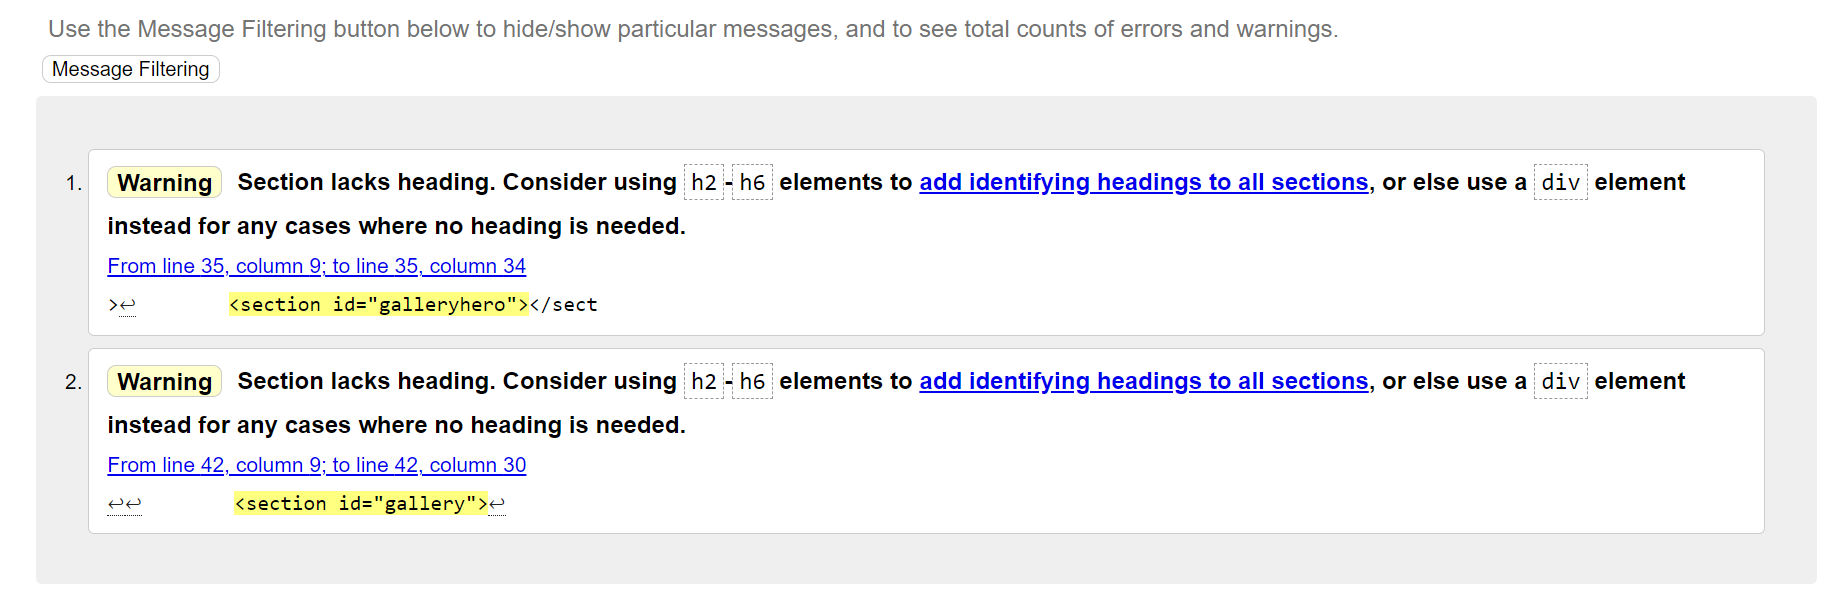 Use the Message Filtering button below to hide/show particular messages, and to see total counts of errors and warnings.
Message Filtering
1. Warning Section lacks heading. Consider using h2-h6 elements to add identifying headings to all sections, or else use a div element
instead for any cases where no heading is needed.
From line 35, column 9; to line 35, column 34
>↩ <section id="galleryhero"></sect
2. Warning Section lacks heading. Consider using h2-h6 elements to add identifying headings to all sections, or else use a div element
instead for any cases where no heading is needed.
From line 42, column 9; to line 42, column 30
↩↩ <section id="gallery">↩